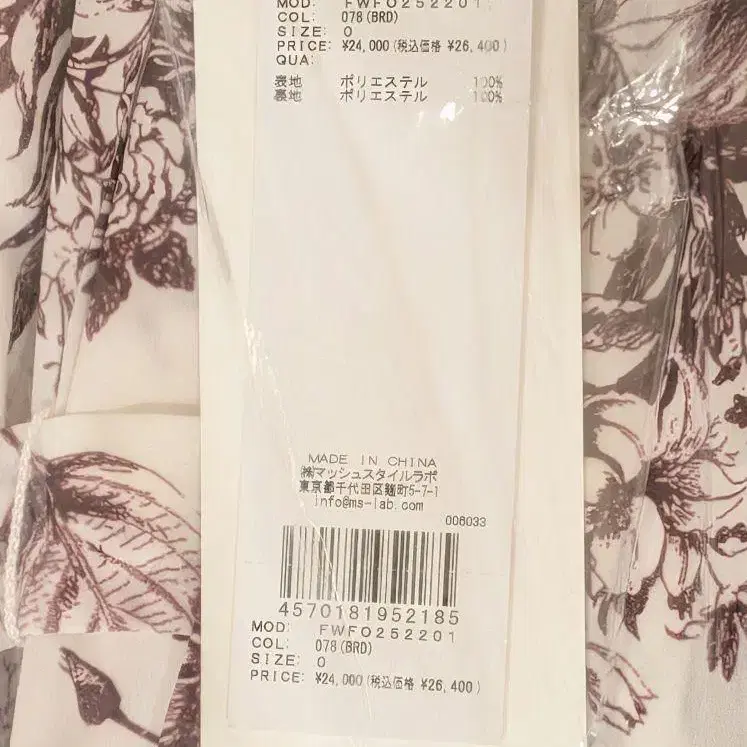 MOD: FWFO252201
COL: 078(BRD)
SIZE: 0
PRICE: ¥24,000(税込価格 ¥26,400)
QUA:
表地 ポリエステル 100%
裏地 ポリエステル 100%
MADE IN CHINA
㈱マッシュスタイルラボ
東京都千代田区麹町5-7-1
info@ms-lab.com
006033
4570181952185
MOD: FWFO252201
COL: 078(BRD)
SIZE: 0
PRICE: ¥24,000(税込価格 ¥26,400)